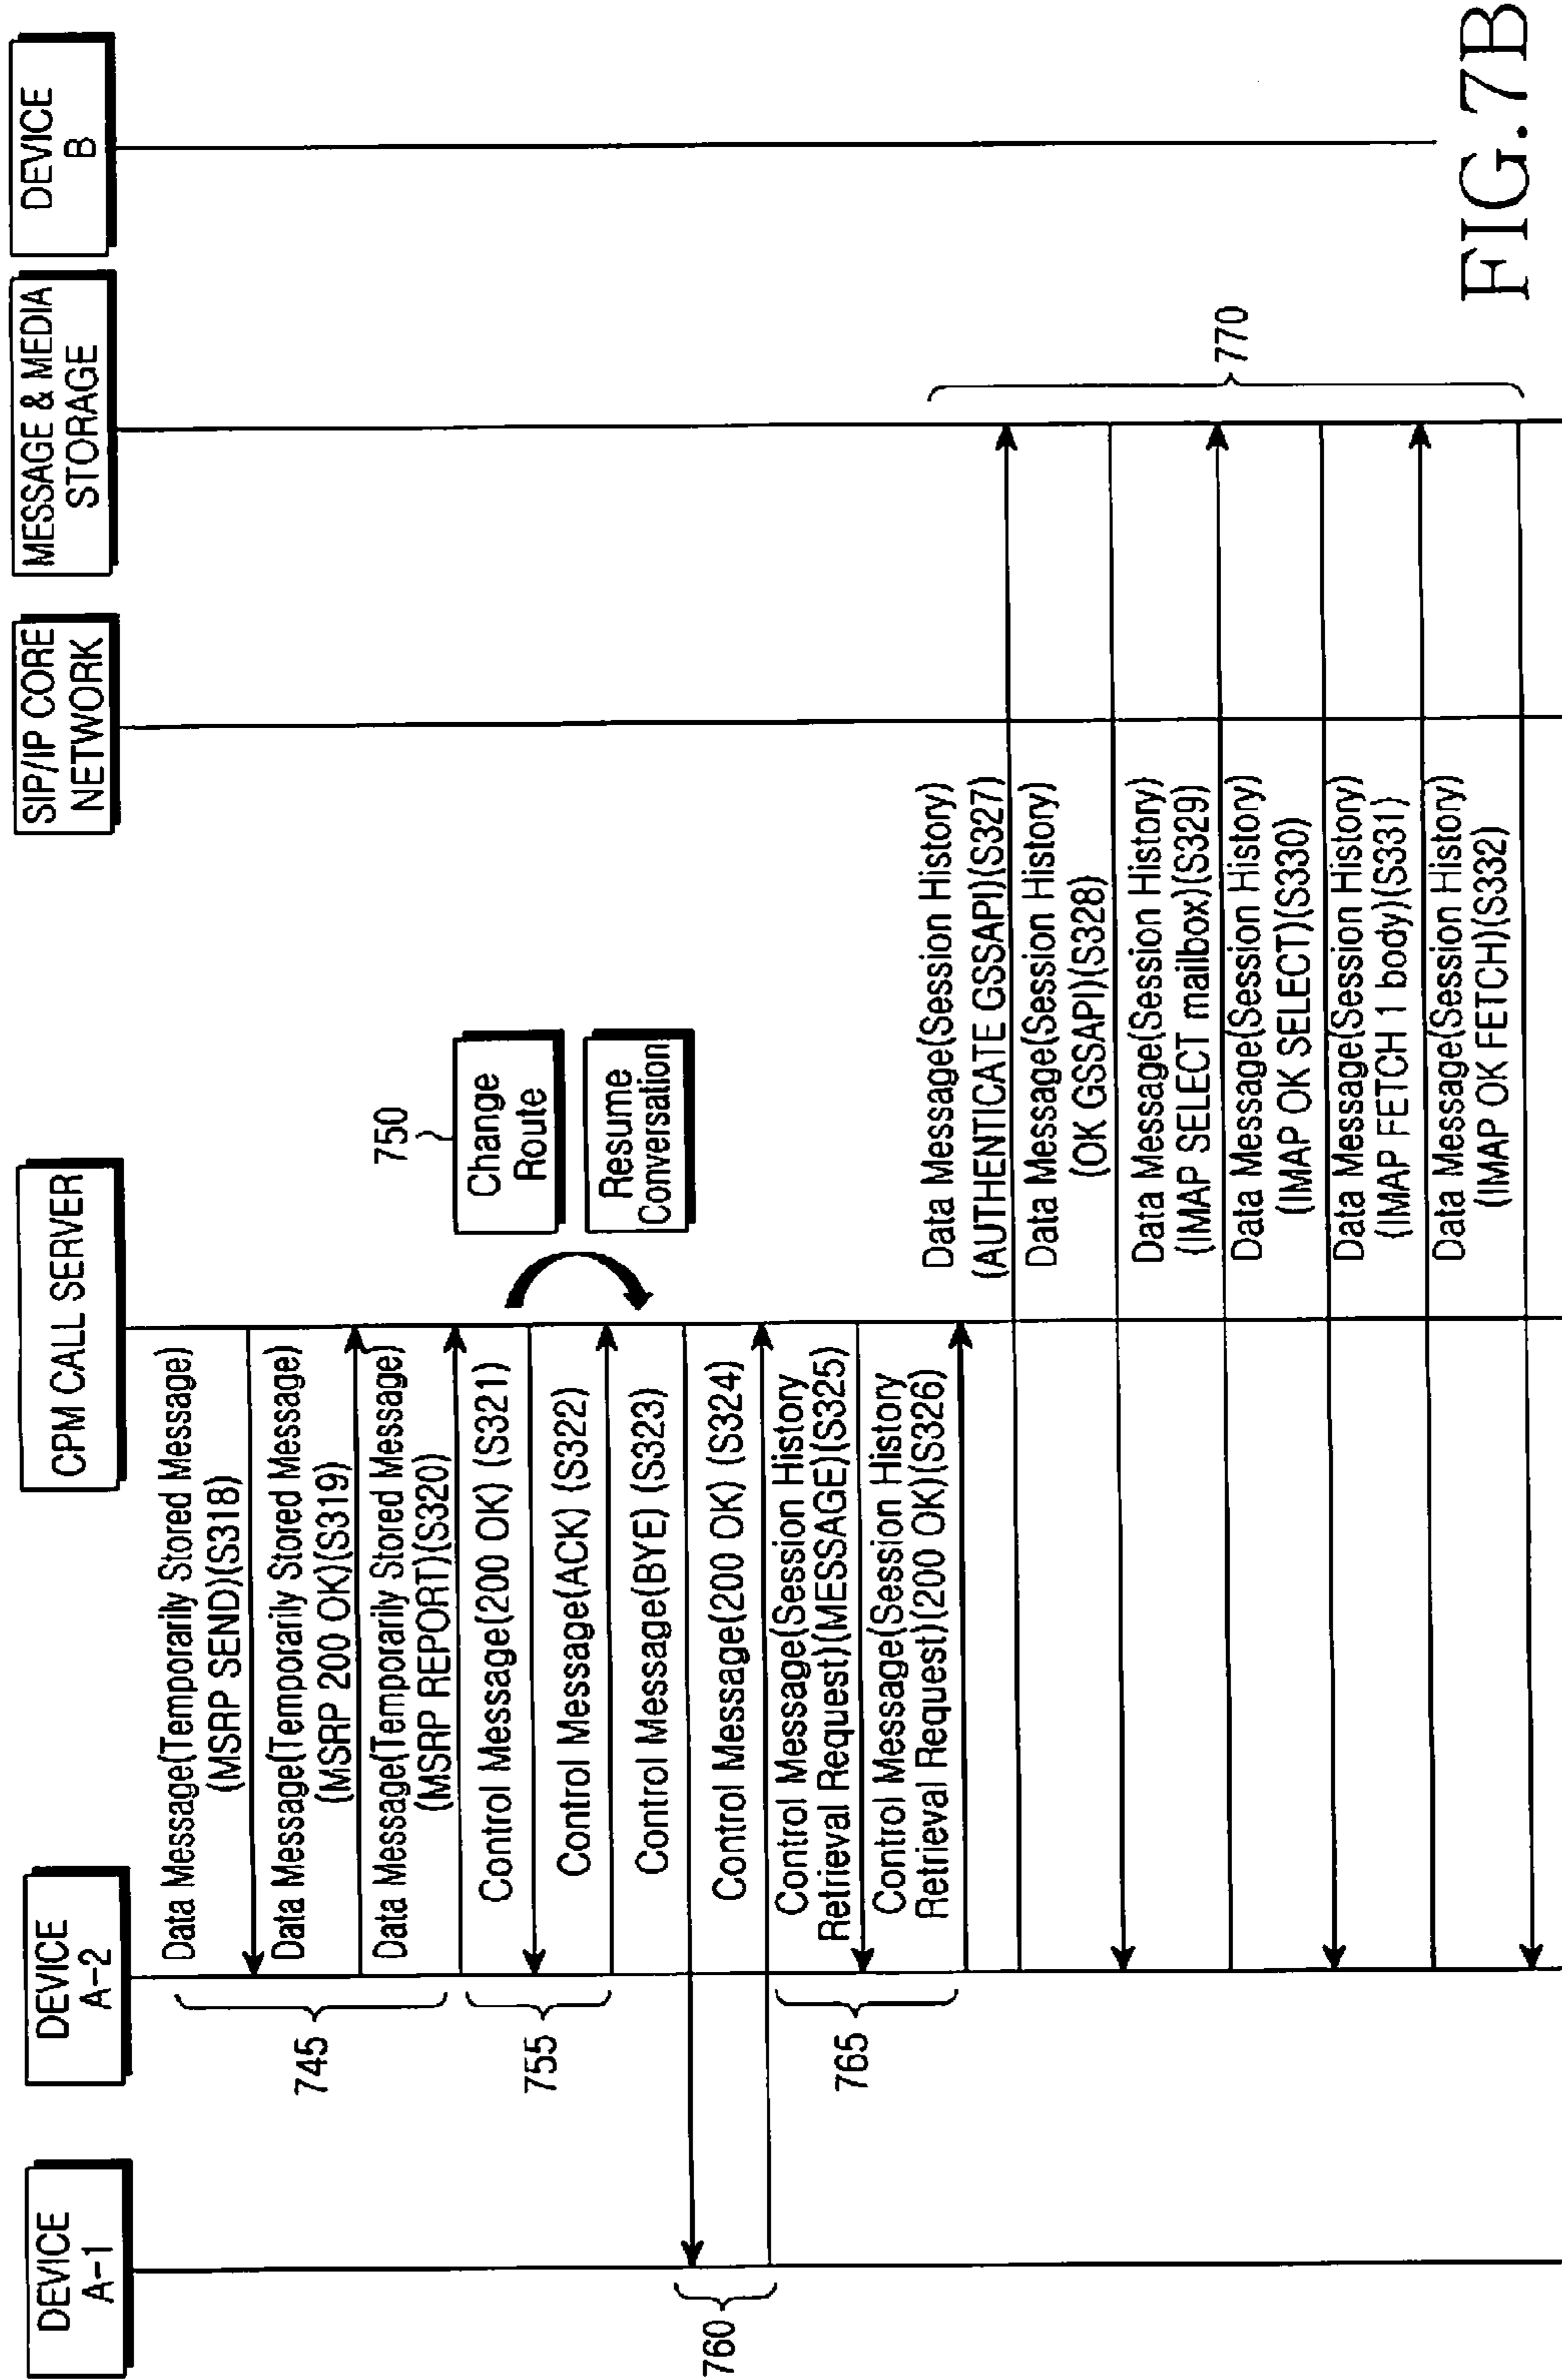 DEVICE
A-1
DEVICE
A-2
CPM CALL SERVER
SIP/IP CORE
NETWORK
MESSAGE & MEDIA
STORAGE
DEVICE
B
Data Message(Temporarily Stored Message)
(MSRP SEND)(S318)
Data Message(Temporarily Stored Message)
(MSRP 200 OK)(S319)
Data Message(Temporarily Stored Message)
(MSRP REPORT)(S320)
745
750
Change
Route
Control Message(200 OK) (S321)
Control Message(ACK) (S322)
755
Resume
Conversation
Control Message(BYE) (S323)
Control Message(200 OK) (S324)
760
Control Message(Session History
Retrieval Request)(MESSAGE)(S325)
Control Message(Session History
Retrieval Request)(200 OK)(S326)
765
Data Message(Session History)
(AUTHENTICATE GSSAPI)(S327)
Data Message(Session History)
(OK GSSAPI)(S328)
Data Message(Session History)
(IMAP SELECT mailbox)(S329)
Data Message(Session History)
(IMAP OK SELECT)(S330)
Data Message(Session History)
(IMAP FETCH 1 body)(S331)
Data Message(Session History)
(IMAP OK FETCH)(S332)
770
FIG.7B